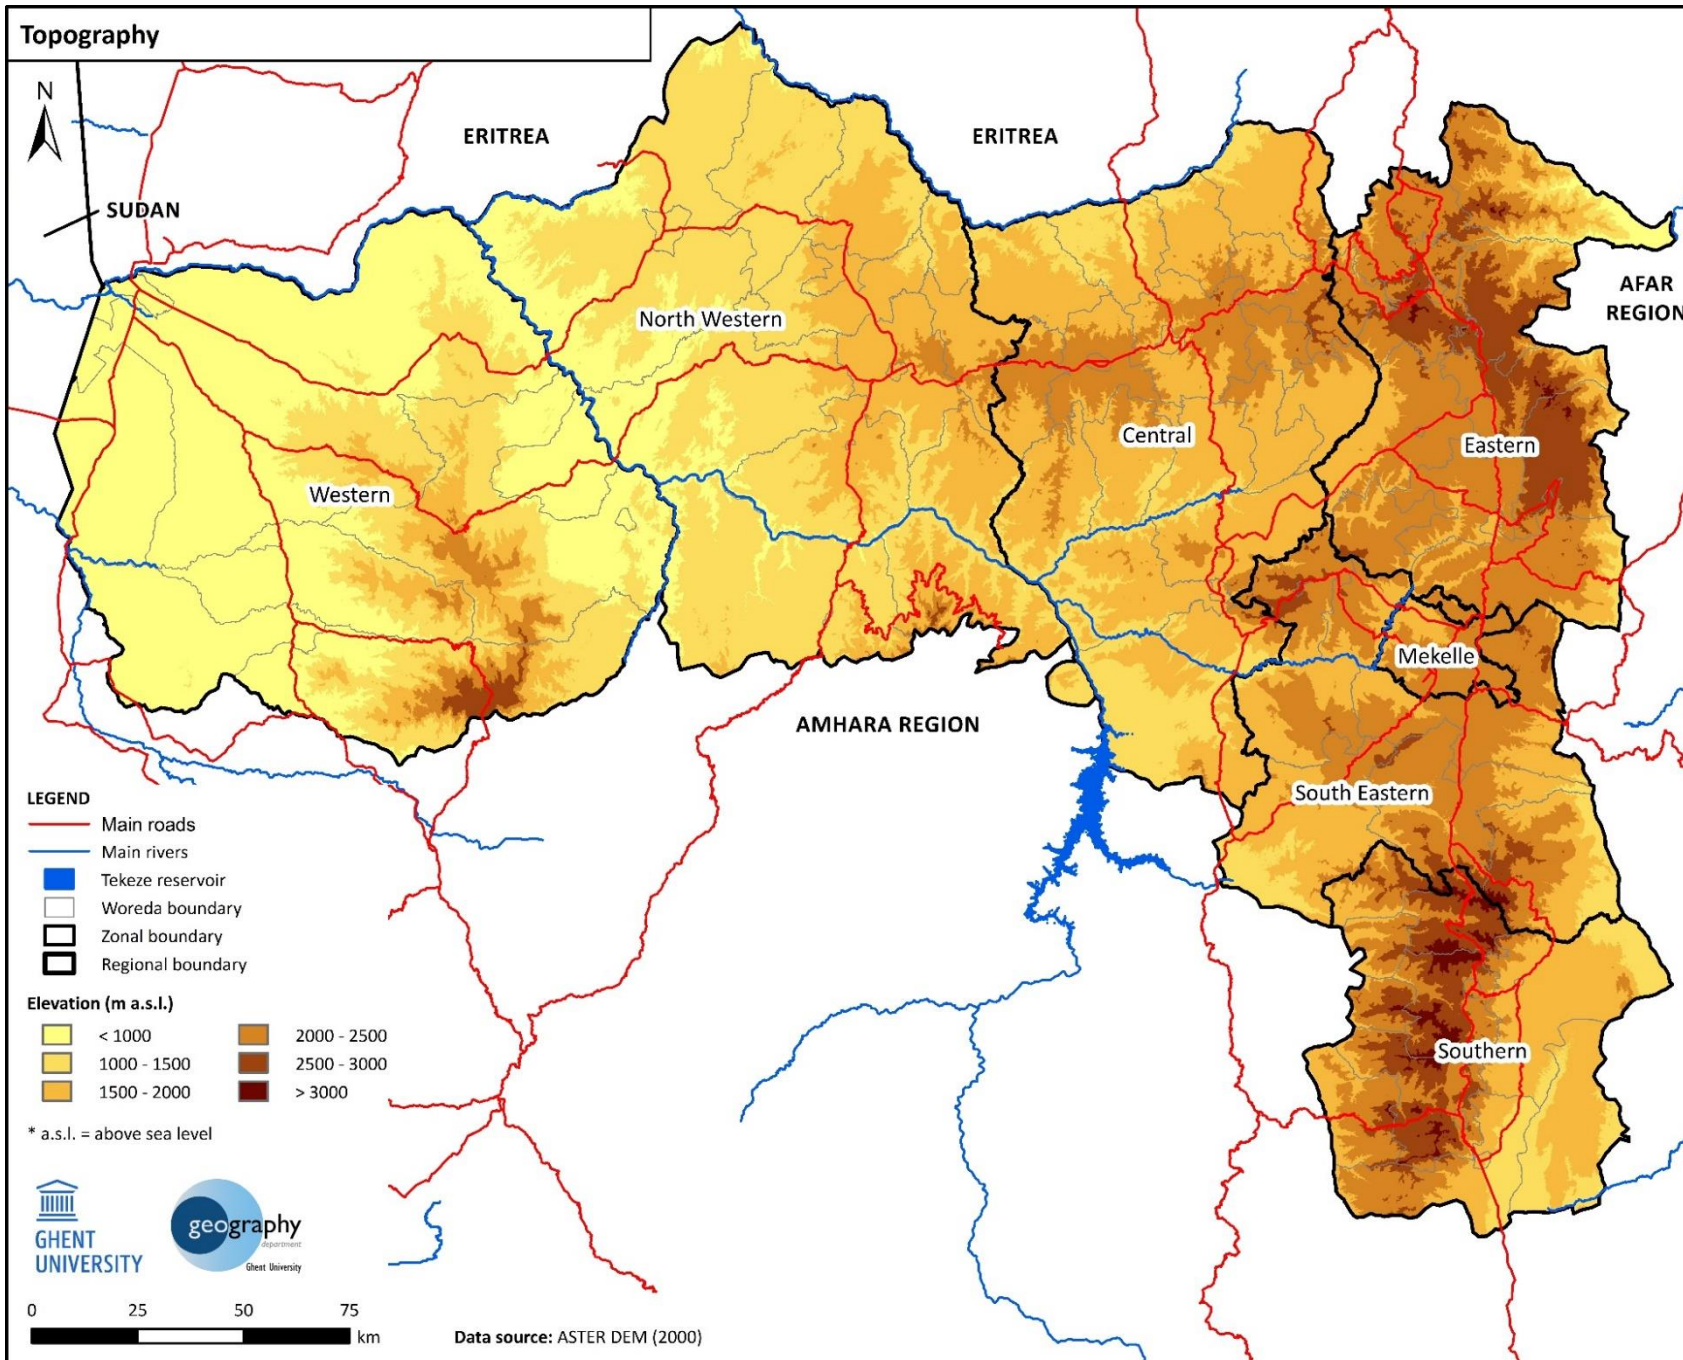 Topography
N
ERITREA
ERITREA
SUDAN
AFAR
REGION
North Western
Central
Eastern
Western
Mekelle
AMHARA REGION
South Eastern
Southern
LEGEND
Main roads
Main rivers
Tekeze reservoir
Woreda boundary
Zonal boundary
Regional boundary
Elevation (m a.s.l.)
< 1000
2000 - 2500
1000 - 1500
2500 - 3000
1500 - 2000
> 3000
* a.s.l. = above sea level
GHENT
UNIVERSITY
geography
department
Ghent University
0 25 50 75
km
Data source: ASTER DEM (2000)